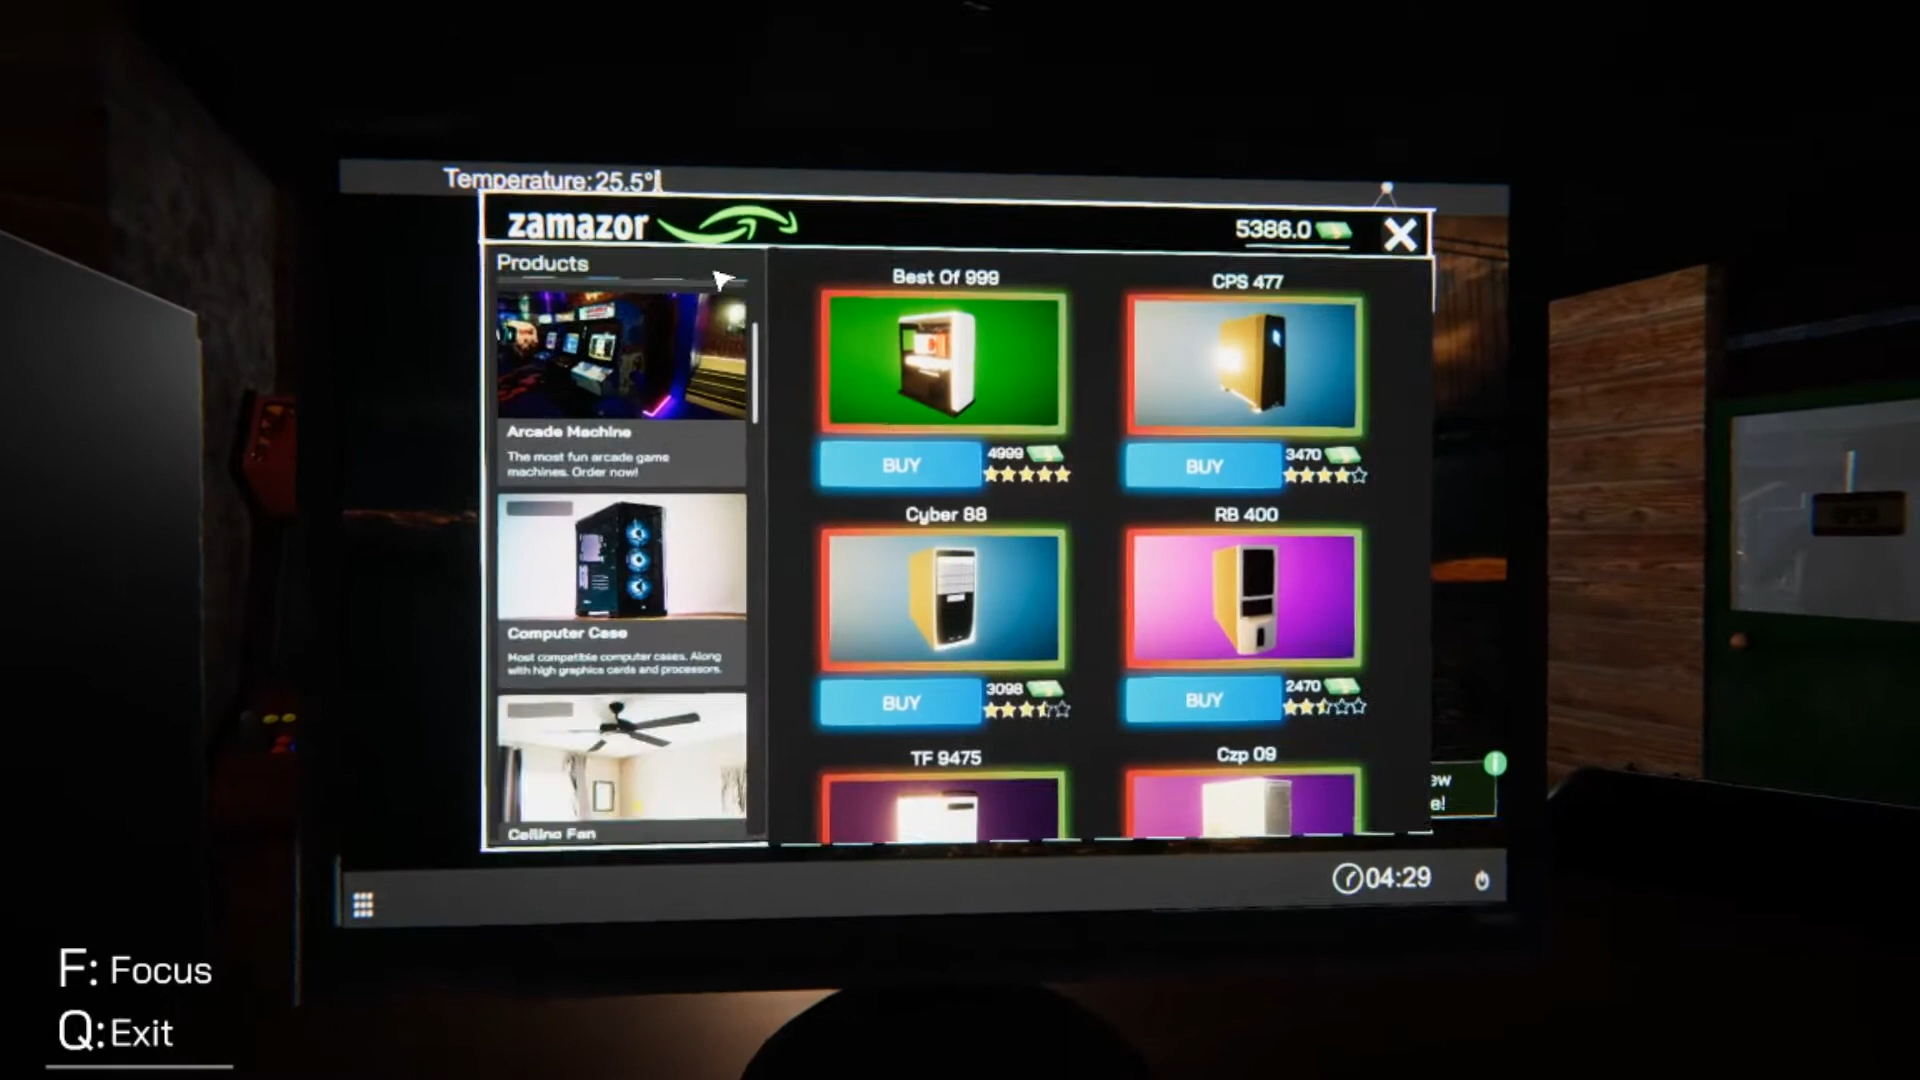 Temperature: 25.5°
zamazor
5386.0
Products
Arcade Machine
The most fun arcade game
machines. Order now!
Computer Case
Most compatible computer cases. Along
with high graphics cards and processors.
Ceiling Fan
Best Of 999
BUY
4999
CPS 477
BUY
3470
Cyber 88
BUY
3098
RB 400
BUY
2470
TF 9475
Czp 09
ew
e!
04:29
F: Focus
Q: Exit